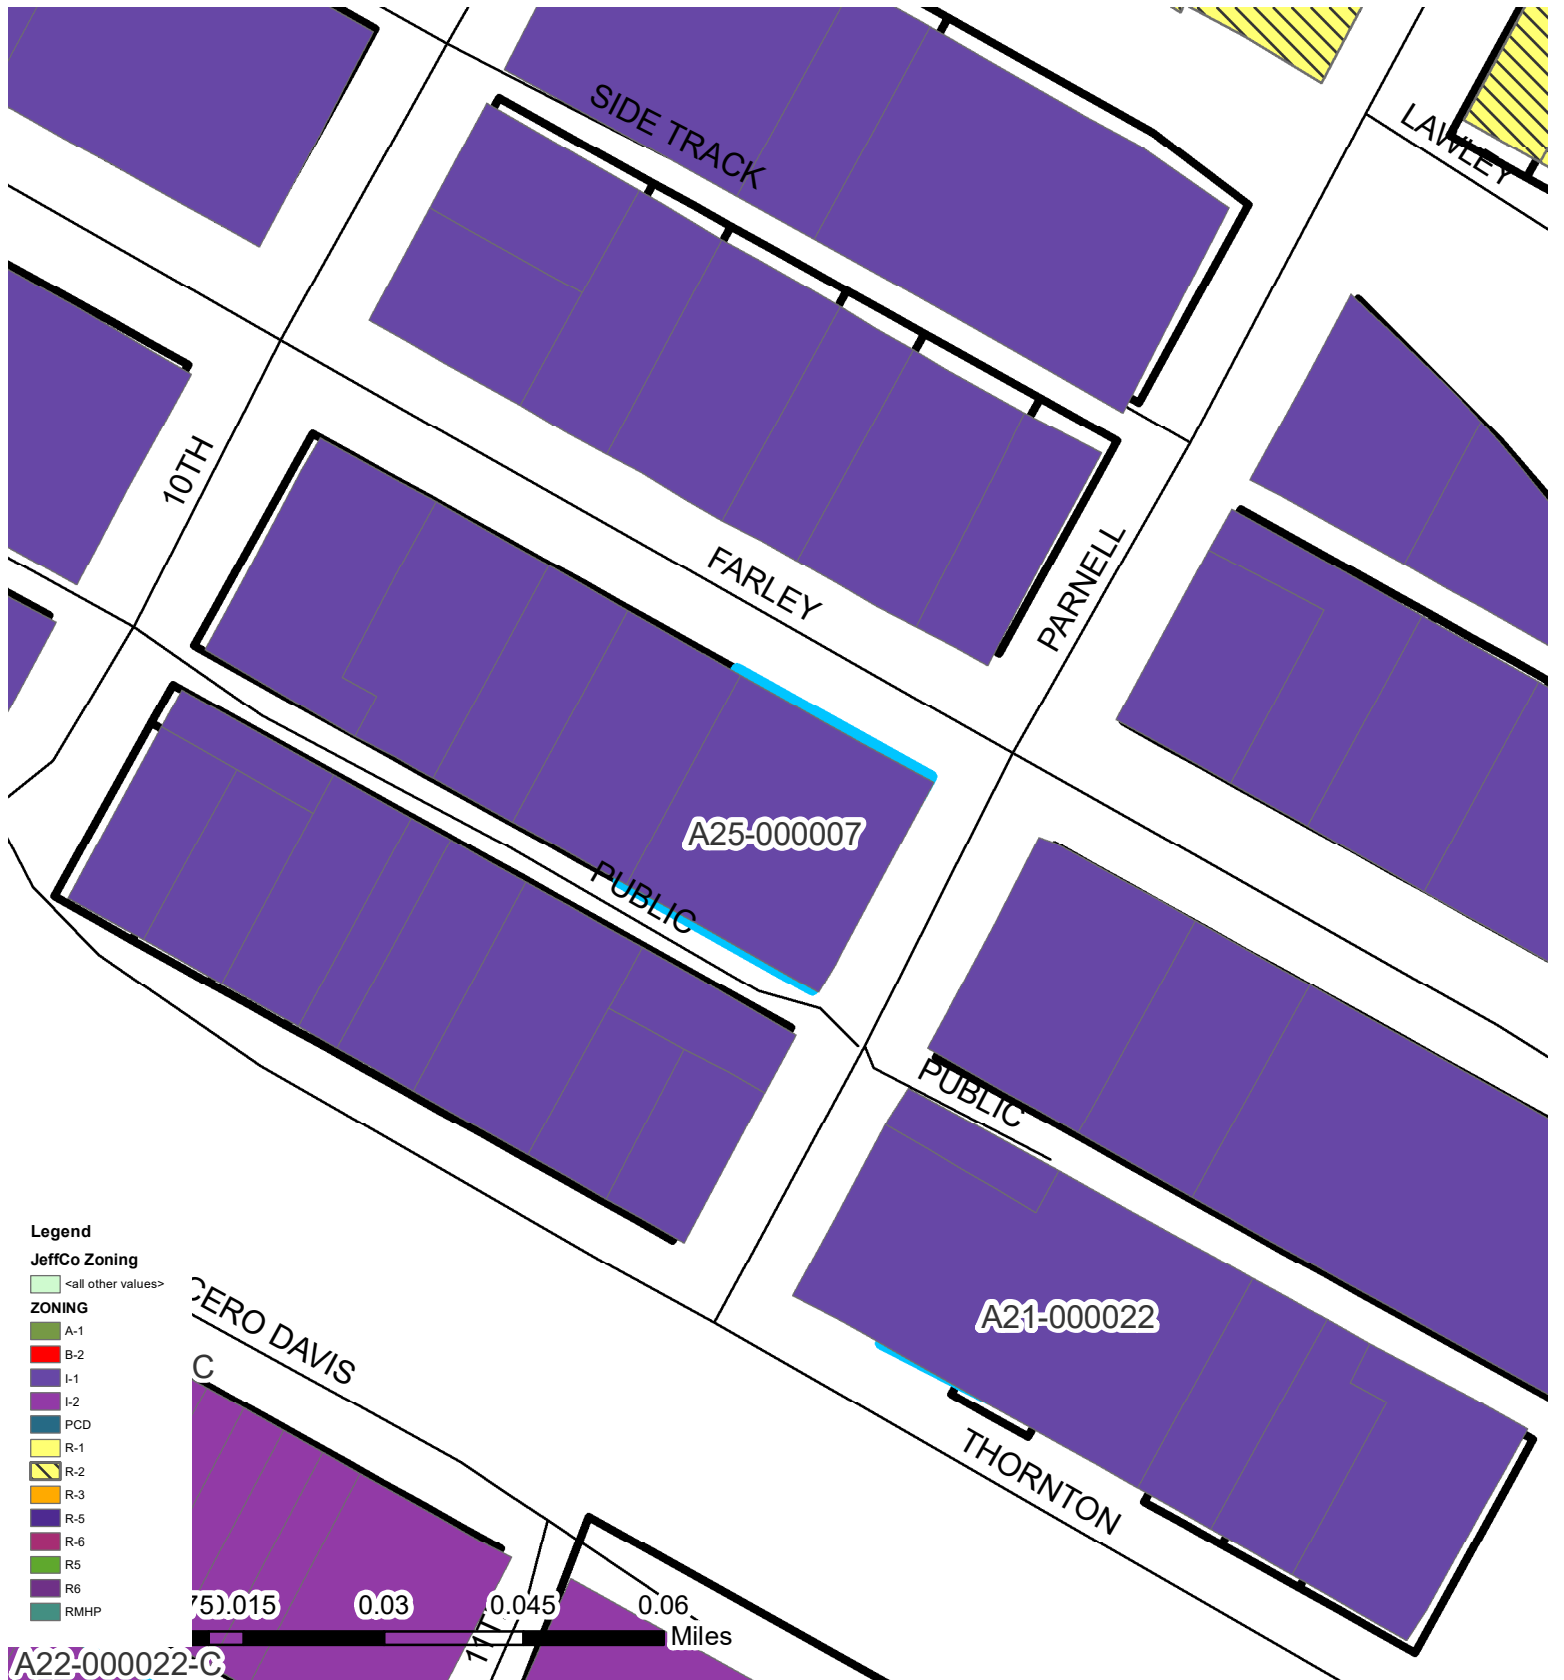 SIDE TRACK
LAWLEY
10TH
FARLEY
PARNELL
A25-000007
PUBLIC
PUBLIC
A21-000022
THORNTON
CERO DAVIS
C
Legend
JeffCo Zoning
<all other values>
ZONING
A-1
B-2
I-1
I-2
PCD
R-1
R-2
R-3
R-5
R-6
R5
R6
RMHP
0.015 0.03 0.045 0.06
Miles
A22-000022-C